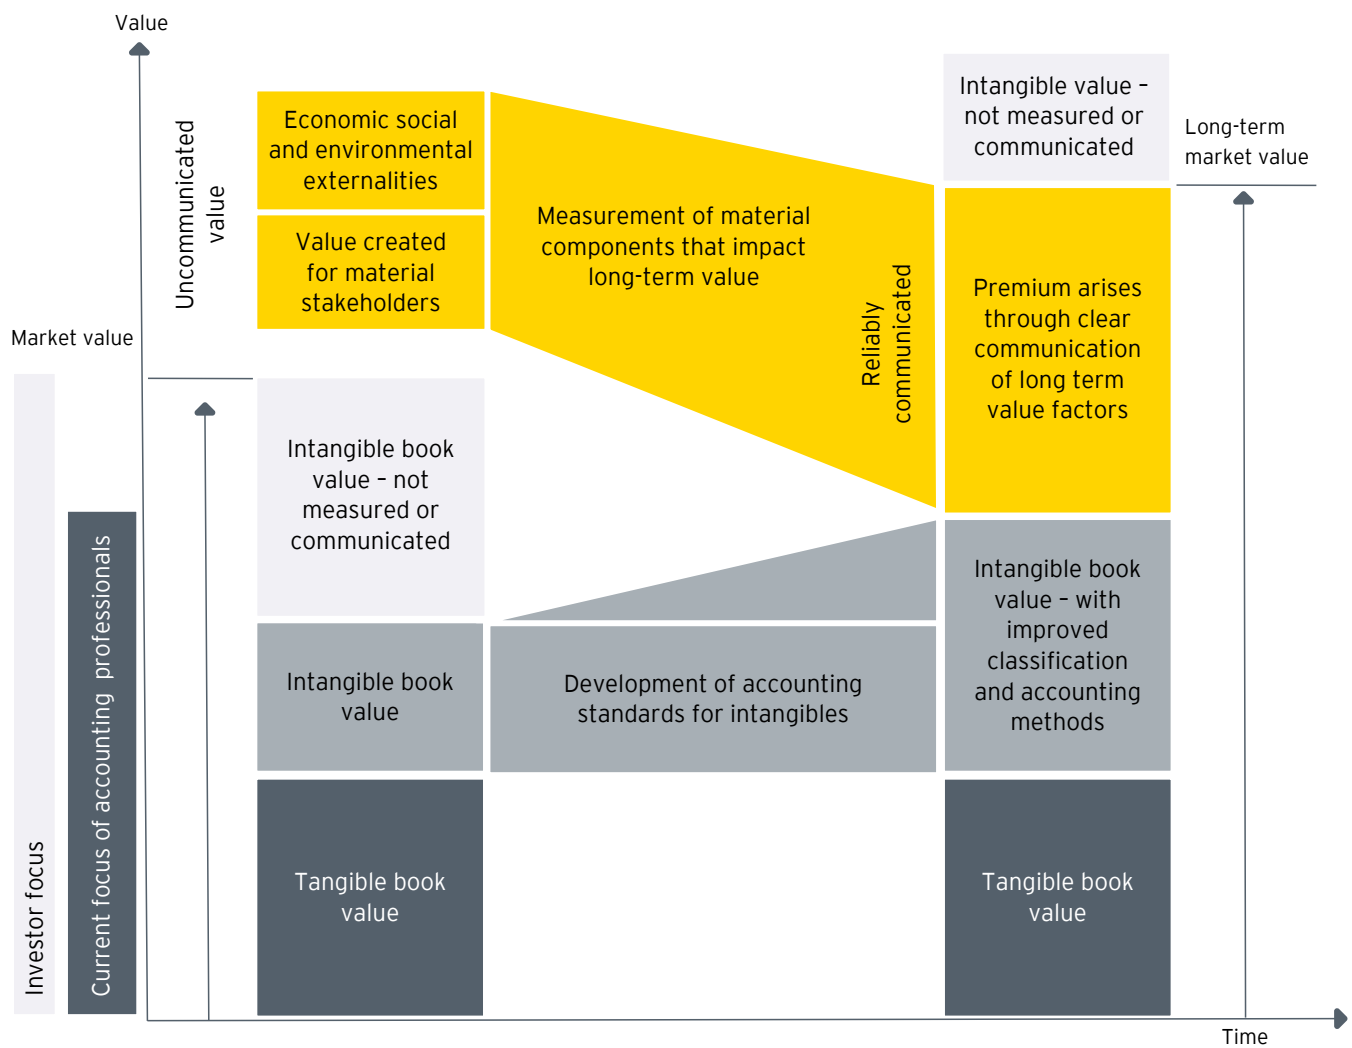 Value
Uncommunicated
value
Market value
Investor focus
Current focus of accounting professionals
Economic social
and environmental
externalities
Value created
for material
stakeholders
Intangible book
value – not
measured or
communicated
Intangible book
value
Tangible book
value
Measurement of material
components that impact
long-term value
Reliably
communicated
Development of accounting
standards for intangibles
Intangible value –
not measured or
communicated
Premium arises
through clear
communication
of long term
value factors
Intangible book
value – with
improved
classification
and accounting
methods
Tangible book
value
Long-term
market value
Time